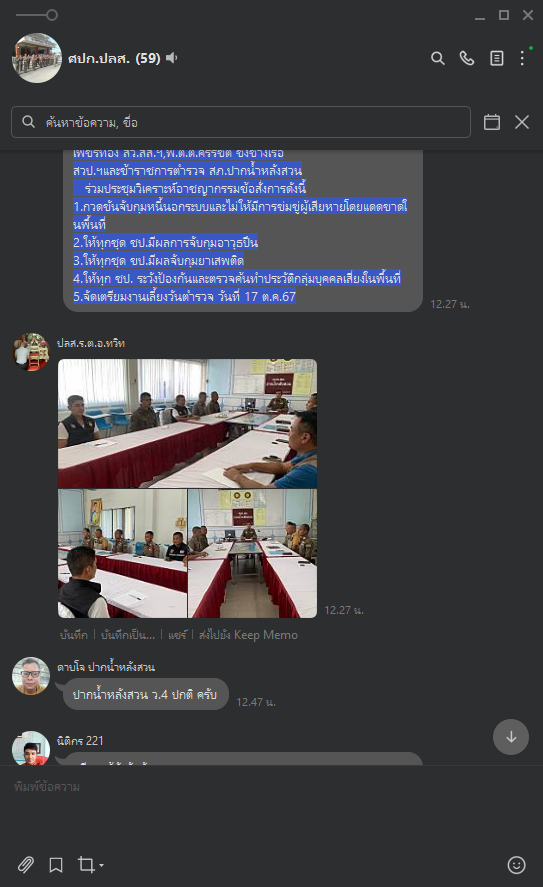 ศปก.ปลส. (59)
ค้นหาข้อความ, ชื่อ
เพชรทอง สว.สส.ฯ,พ.ต.ต.ศรรชต ชงช้างเรือ
สวป.ฯและข้าราชการตำรวจ สภ.ปากน้ำหลังสวน
ร่วมประชุมวิเคราะห์อาชญากรรมข้อสั่งการดังนี้
1.กวดขันจับกุมหนี้นอกระบบและไม่ให้มีการข่มขู่ผู้เสียหายโดยแดดขาดใ
นพื้นที่
2.ให้ทุกชุด ชป.มีผลการจับกุมอาวุธปืน
3.ให้ทุกชุด ชป.มีผลจับกุมยาเสพติด
4.ให้ทุก ชป. ระวังป้องกันและตรวจค้นทำประวัติกลุ่มบุคคลเสี่ยงในพื้นที่
5.จัดเตรียมงานเลี้ยงวันตำรวจ วันที่ 17 ต.ค.67
12.27 น.
ปลส.ร.ต.อ.ทวิท
12.27 น.
บันทึก | บันทึกเป็น... | แชร์ | ส่งไปยัง Keep Memo
ดาบโจ ปากน้ำหลังสวน
ปากน้ำหลังสวน ว.4 ปกติ ครับ
12.47 น.
นิติกร 221
พิมพ์ข้อความ